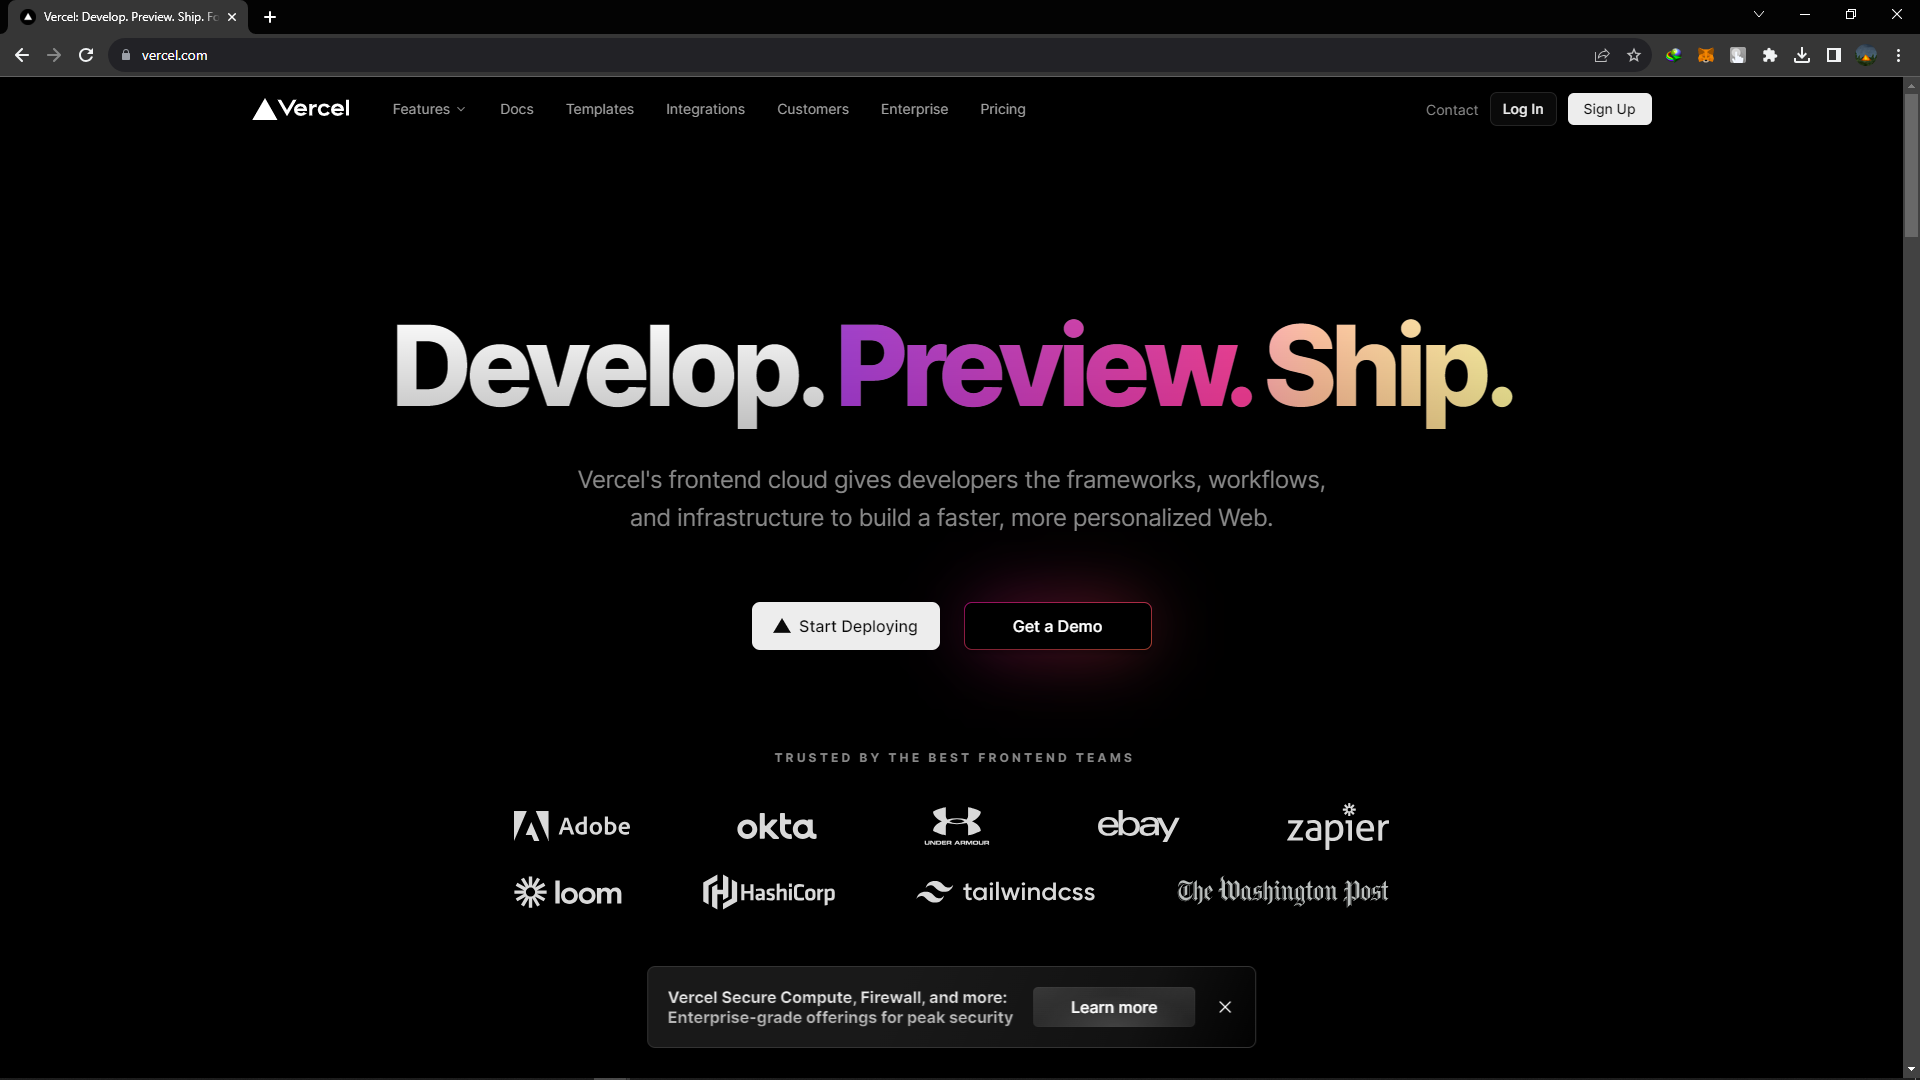 Vercel: Develop. Preview. Ship. Fo
vercel.com
Vercel
Features
Docs
Templates
Integrations
Customers
Enterprise
Pricing
Contact
Log In
Sign Up
Develop. Preview. Ship.
Vercel's frontend cloud gives developers the frameworks, workflows,
and infrastructure to build a faster, more personalized Web.
Start Deploying
Get a Demo
TRUSTED BY THE BEST FRONTEND TEAMS
Adobe
okta
UNDER ARMOUR
ebay
zapier
loom
HashiCorp
tailwindcss
The Washington Post
Vercel Secure Compute, Firewall, and more:
Enterprise-grade offerings for peak security
Learn more